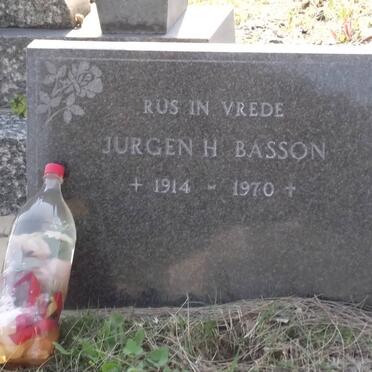 RUS IN VREDE
JURGEN H BASSON
+ 1914 - 1970 +